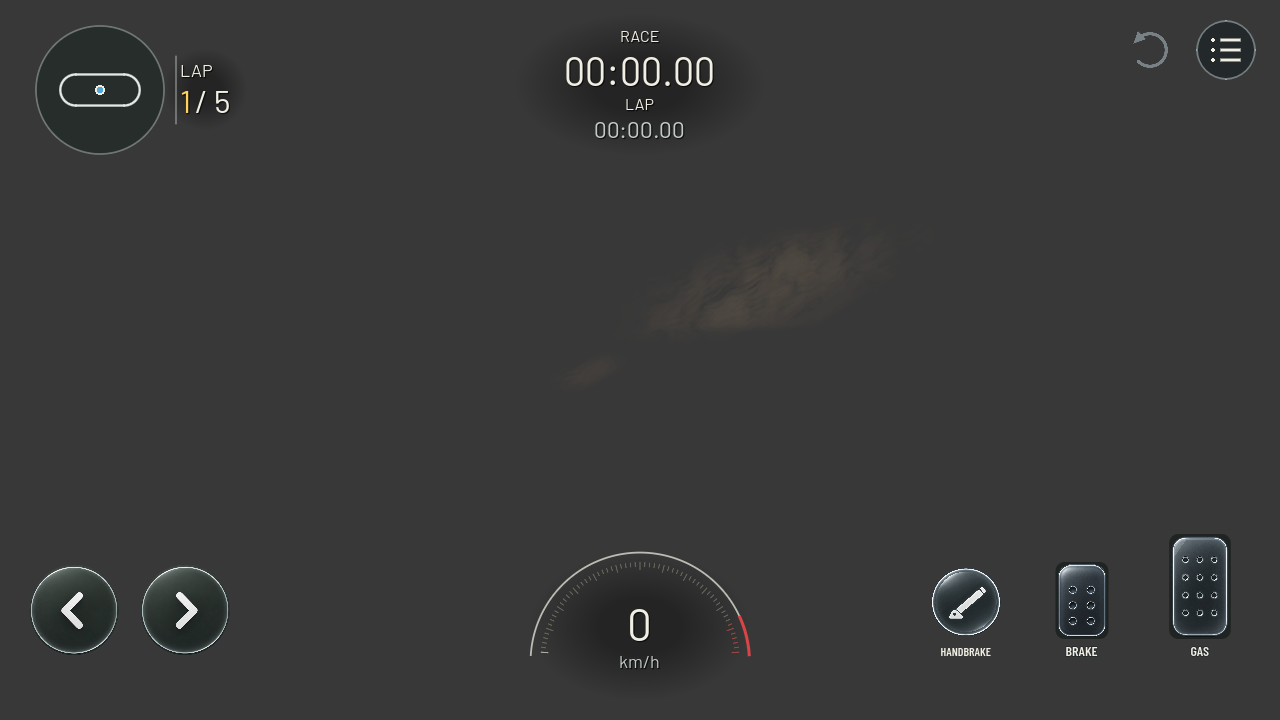 LAP
1/ 5
RACE
00:00.00
LAP
00:00.00
0
km/h
HANDBRAKE
BRAKE
GAS